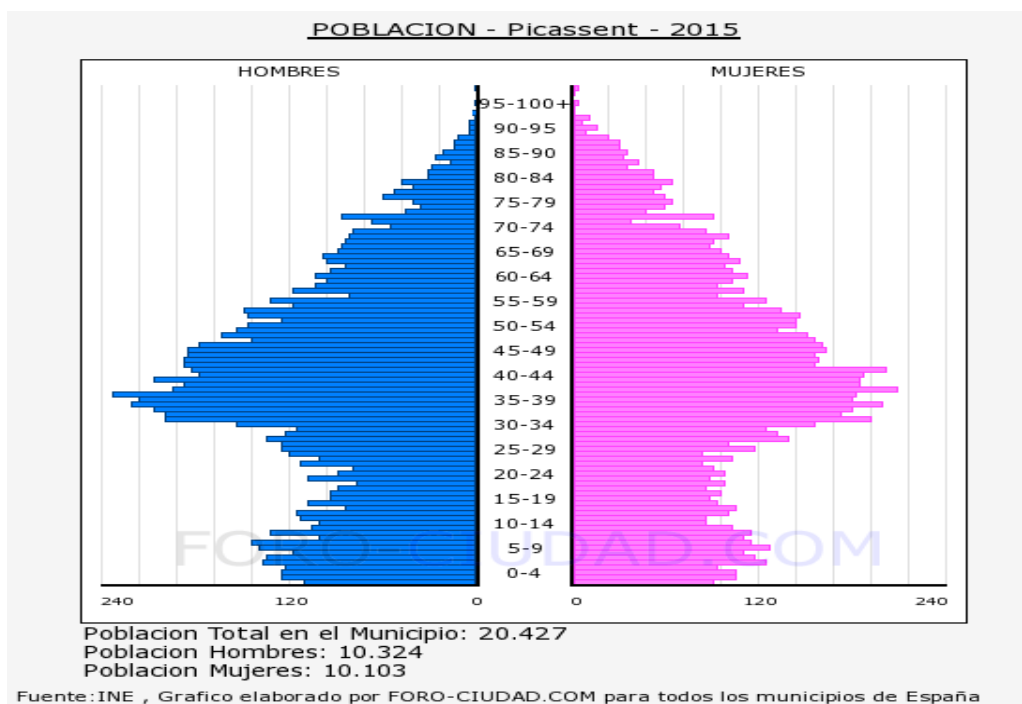 POBLACION - Picassent - 2015
HOMBRES
MUJERES
95-100+
90-95
85-90
80-84
75-79
70-74
65-69
60-64
55-59
50-54
45-49
40-44
35-39
30-34
25-29
20-24
15-19
10-14
5-9
0-4
FORO-CIUDAD.COM
240 120 0 0 120 240
Poblacion Total en el Municipio: 20.427
Poblacion Hombres: 10.324
Poblacion Mujeres: 10.103
Fuente:INE , Grafico elaborado por FORO-CIUDAD.COM para todos los municipios de España